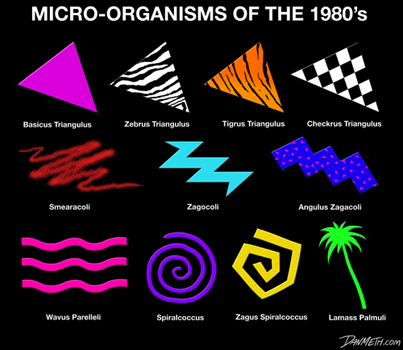 MICRO-ORGANISMS OF THE 1980's
Basicus Triangulus
Zebrus Triangulus
Tigrus Triangulus
Checkrus Triangulus
Smearacoli
Zagocoli
Angulus Zagacoli
Wavus Parelleli
Spiralcoccus
Zagus Spiralcoccus
Lamass Palmuli
DANMETH.COM